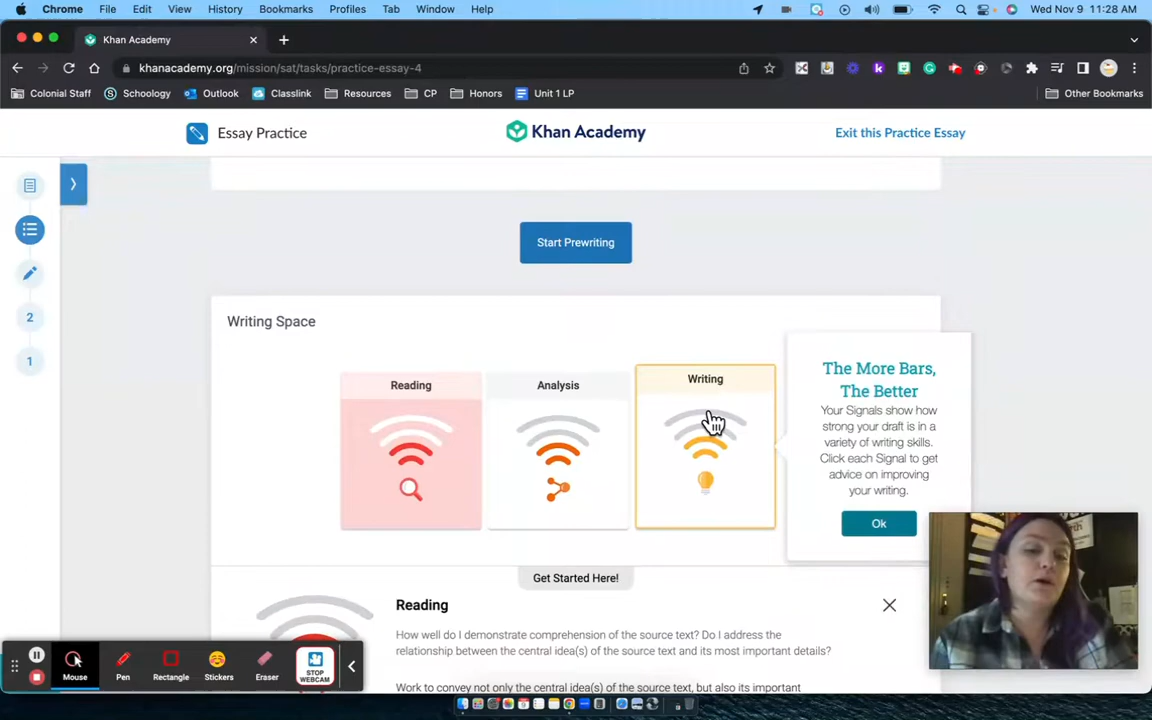 Chrome File Edit View History Bookmarks Profiles Tab Window Help Wed Nov 9 11:28 AM
Khan Academy
khanacademy.org/mission/sat/tasks/practice-essay-4
Colonial Staff Schoology Outlook Classlink Resources CP Honors Unit 1 LP Other Bookmarks
Essay Practice Khan Academy Exit this Practice Essay
Start Prewriting
2
1
Writing Space
Reading Analysis Writing
The More Bars,
The Better
Your Signals show how
strong your draft is in a
variety of writing skills.
Click each Signal to get
advice on improving
your writing.
Ok
Get Started Here!
Reading
How well do I demonstrate comprehension of the source text? Do I address the
relationship between the central idea(s) of the source text and its most important details?
Work to convey not only the central idea(s) of the source text, but also its important
Mouse Pen Rectangle Stickers Eraser STOP
WEBCAM